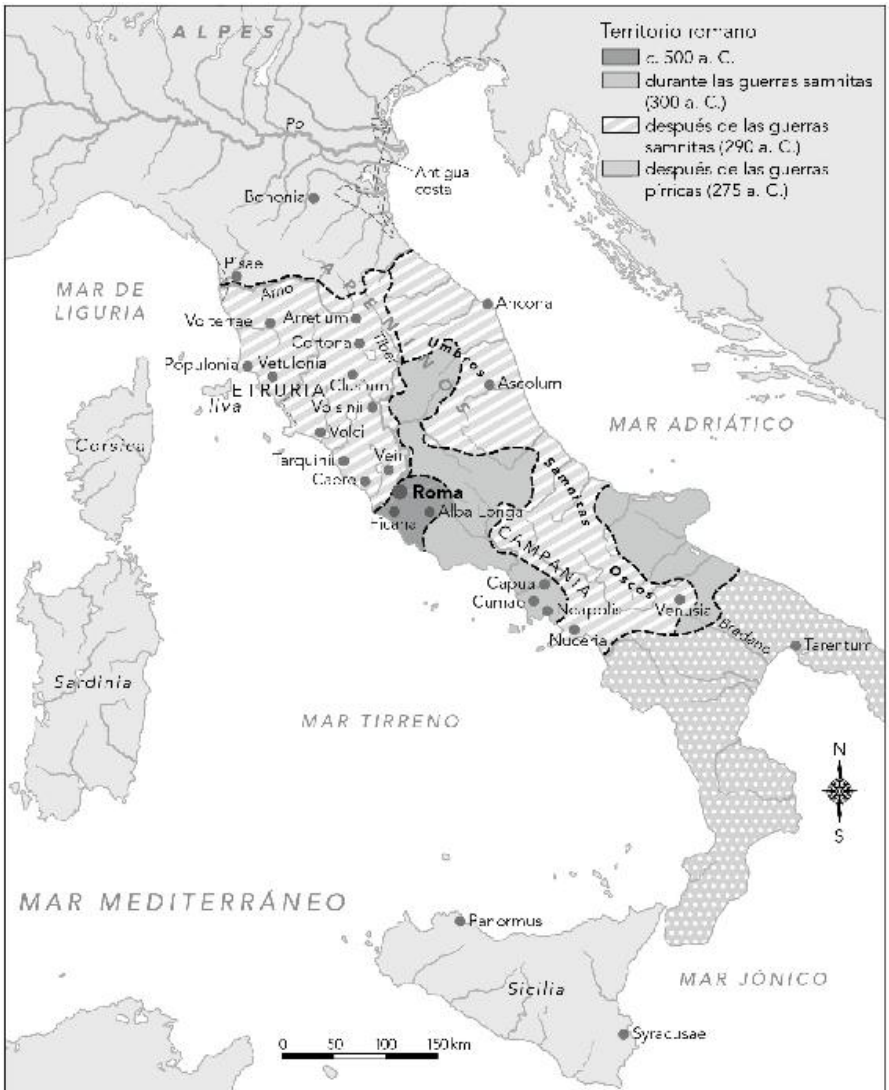 Territorio romano
c. 500 a. C.
durante las guerras samnitas
(300 a. C.)
después de las guerras
samnitas (290 a. C.)
después de las guerras
pírricas (275 a. C.)
ALPES
Po
Antigua
costa
Bononia
Pisae
Arno
APENINOS
MAR DE
LIGURIA
Volterrae
Arretium
Ancona
Cortona
Tíber
Umbros
Populonia
Vetulonia
ETRURIA
Clusium
Ascolum
Ilva
Volsinii
MAR ADRIÁTICO
Corsica
Volci
Tarquinii
Veii
Caere
Samnitas
Roma
Ficana
Alba Longa
CAMPANIA
Capua
Oscos
Cumae
Neapolis
Venusia
Nuceria
Bradano
Tarentum
Sardinia
MAR TIRRENO
N
S
MAR MEDITERRÁNEO
Panormus
MAR JÓNICO
Sicilia
Syracusae
0 50 100 150 km